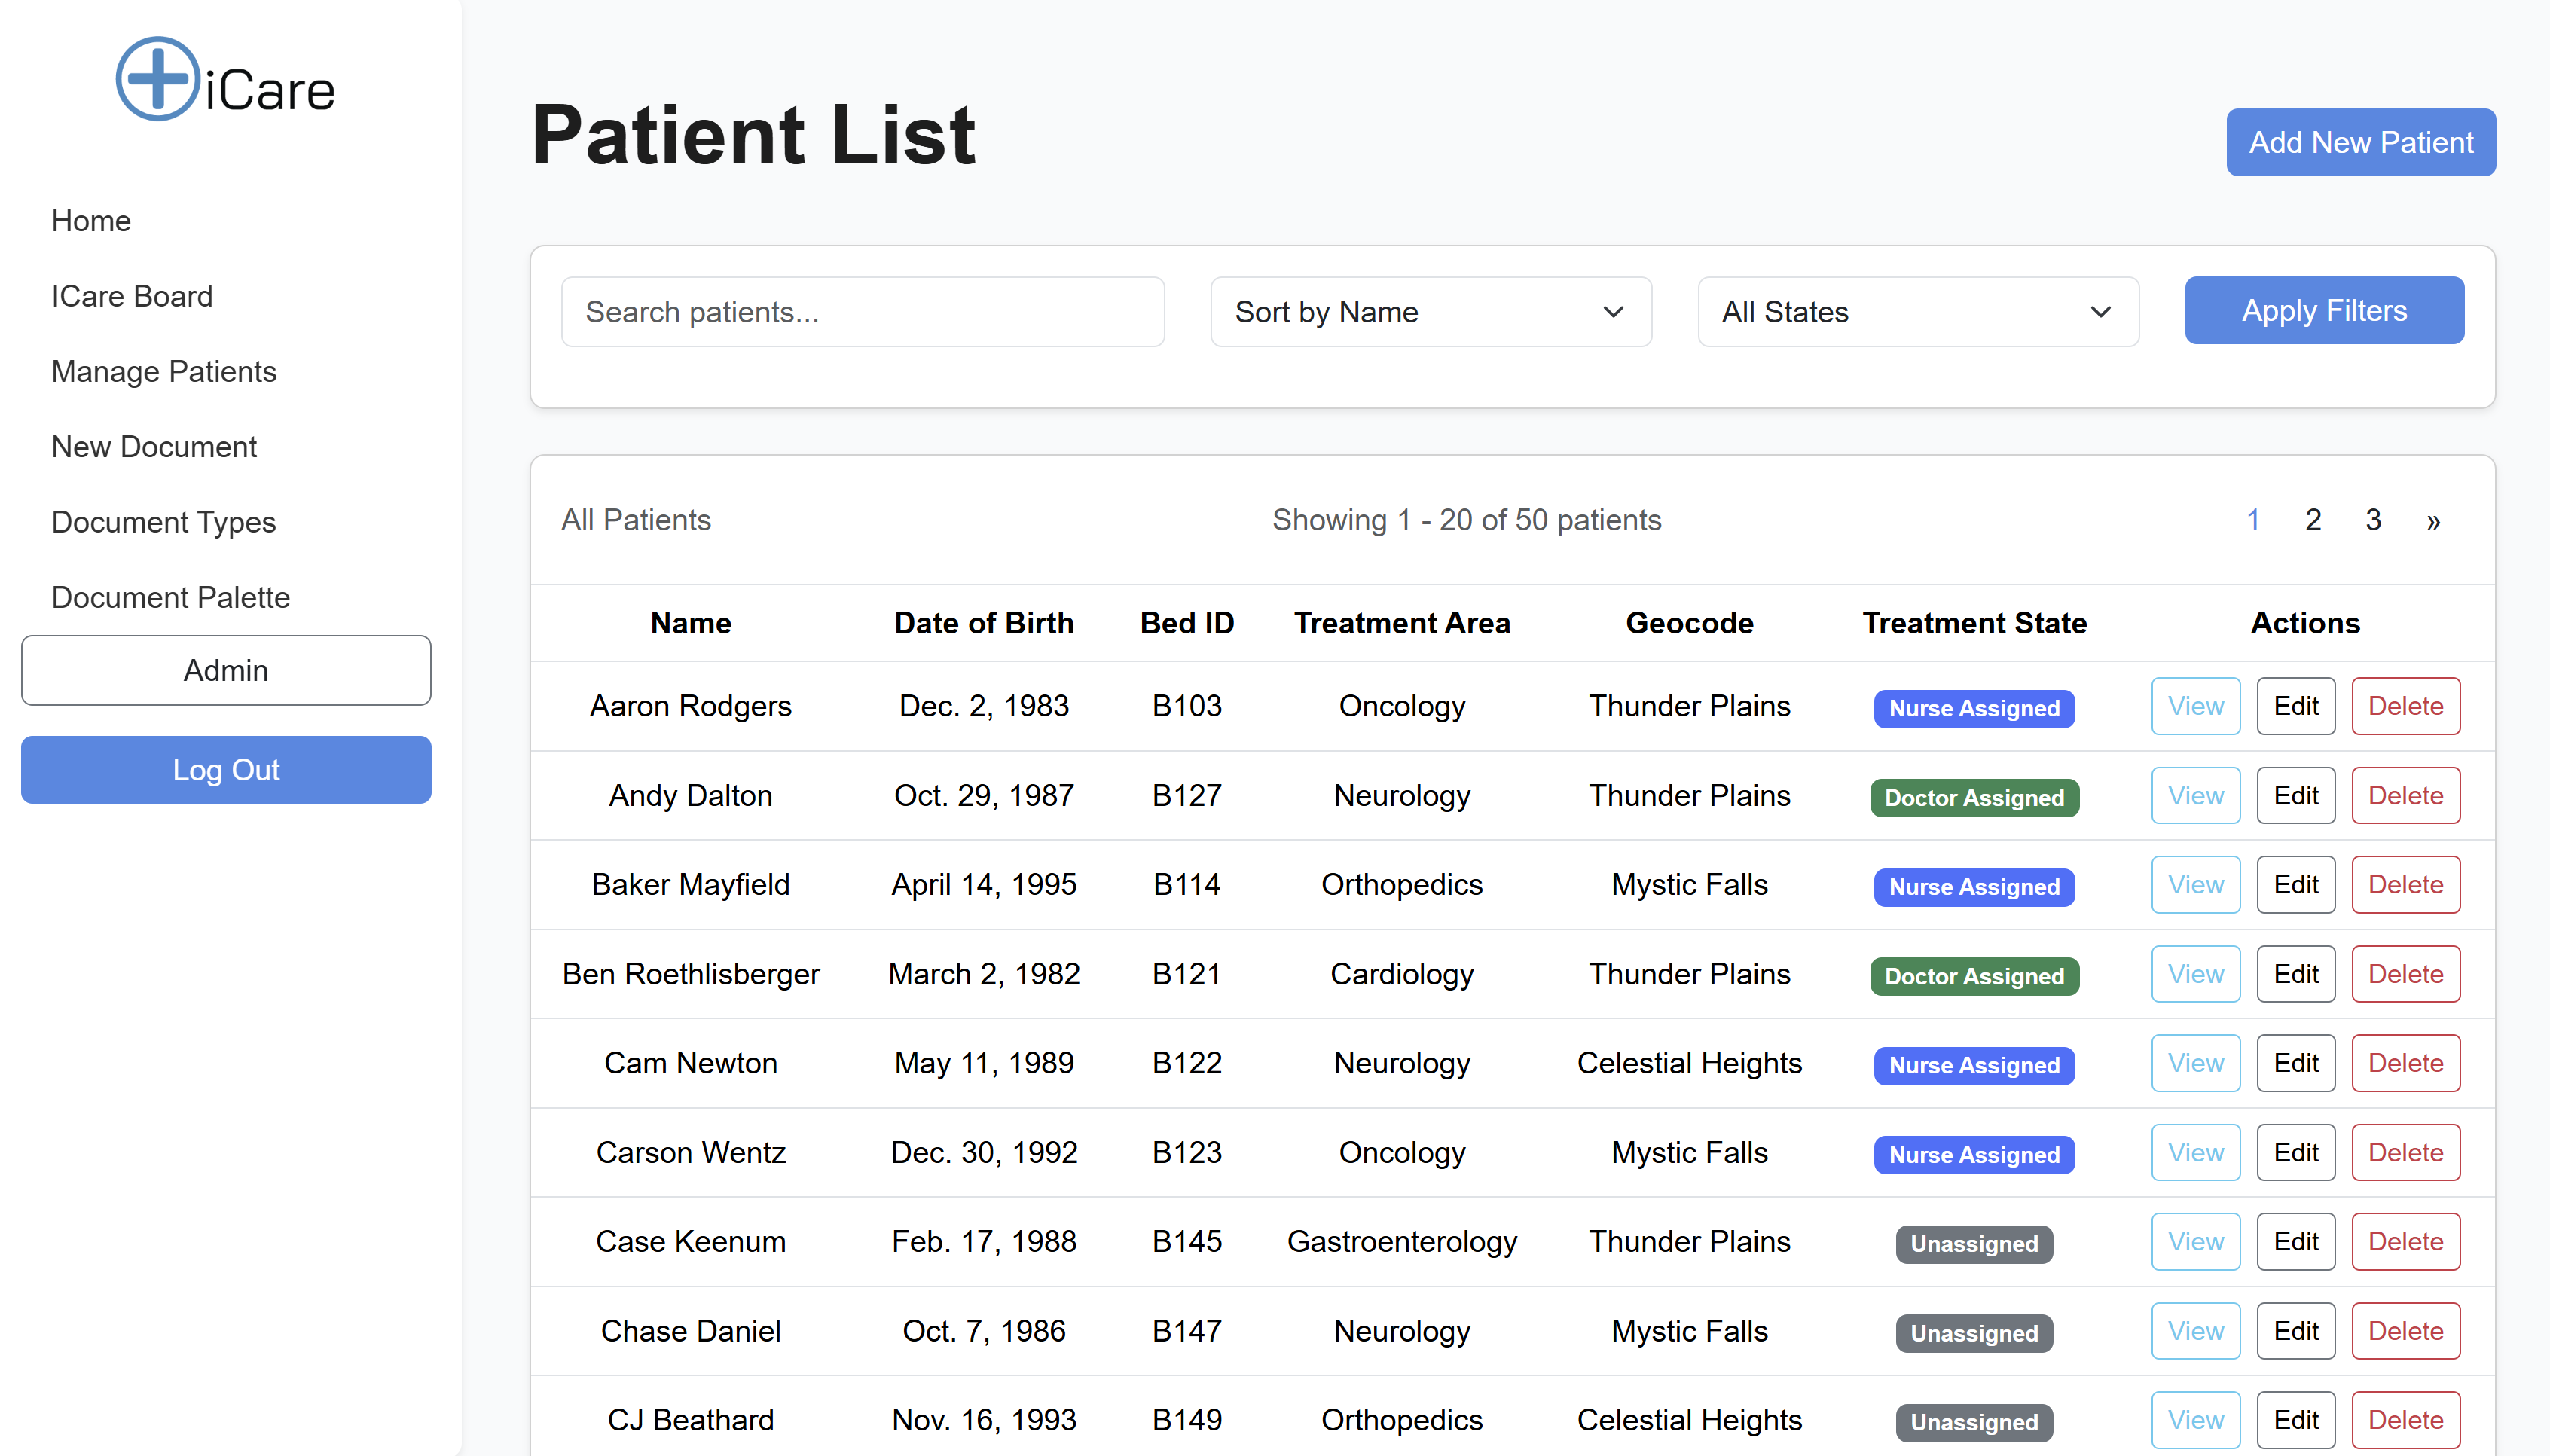 iCare
Home
ICare Board
Manage Patients
New Document
Document Types
Document Palette
Admin
Log Out
Patient List
Add New Patient
Search patients...
Sort by Name
All States
Apply Filters
All Patients Showing 1 - 20 of 50 patients 1 2 3 »
Name Date of Birth Bed ID Treatment Area Geocode Treatment State Actions
Aaron Rodgers Dec. 2, 1983 B103 Oncology Thunder Plains Nurse Assigned View Edit Delete
Andy Dalton Oct. 29, 1987 B127 Neurology Thunder Plains Doctor Assigned View Edit Delete
Baker Mayfield April 14, 1995 B114 Orthopedics Mystic Falls Nurse Assigned View Edit Delete
Ben Roethlisberger March 2, 1982 B121 Cardiology Thunder Plains Doctor Assigned View Edit Delete
Cam Newton May 11, 1989 B122 Neurology Celestial Heights Nurse Assigned View Edit Delete
Carson Wentz Dec. 30, 1992 B123 Oncology Mystic Falls Nurse Assigned View Edit Delete
Case Keenum Feb. 17, 1988 B145 Gastroenterology Thunder Plains Unassigned View Edit Delete
Chase Daniel Oct. 7, 1986 B147 Neurology Mystic Falls Unassigned View Edit Delete
CJ Beathard Nov. 16, 1993 B149 Orthopedics Celestial Heights Unassigned View Edit Delete